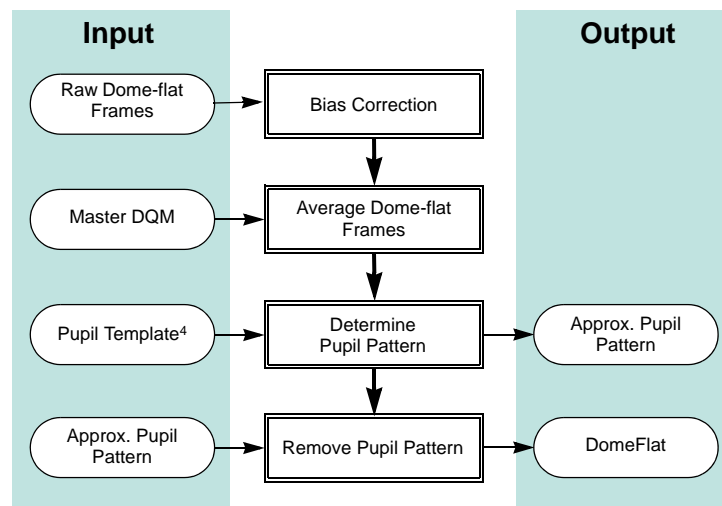 Input
Output
Raw Dome-flat
Frames
Bias Correction
Master DQM
Average Dome-flat
Frames
Pupil Template⁴
Determine
Pupil Pattern
Approx. Pupil
Pattern
Approx. Pupil
Pattern
Remove Pupil Pattern
DomeFlat